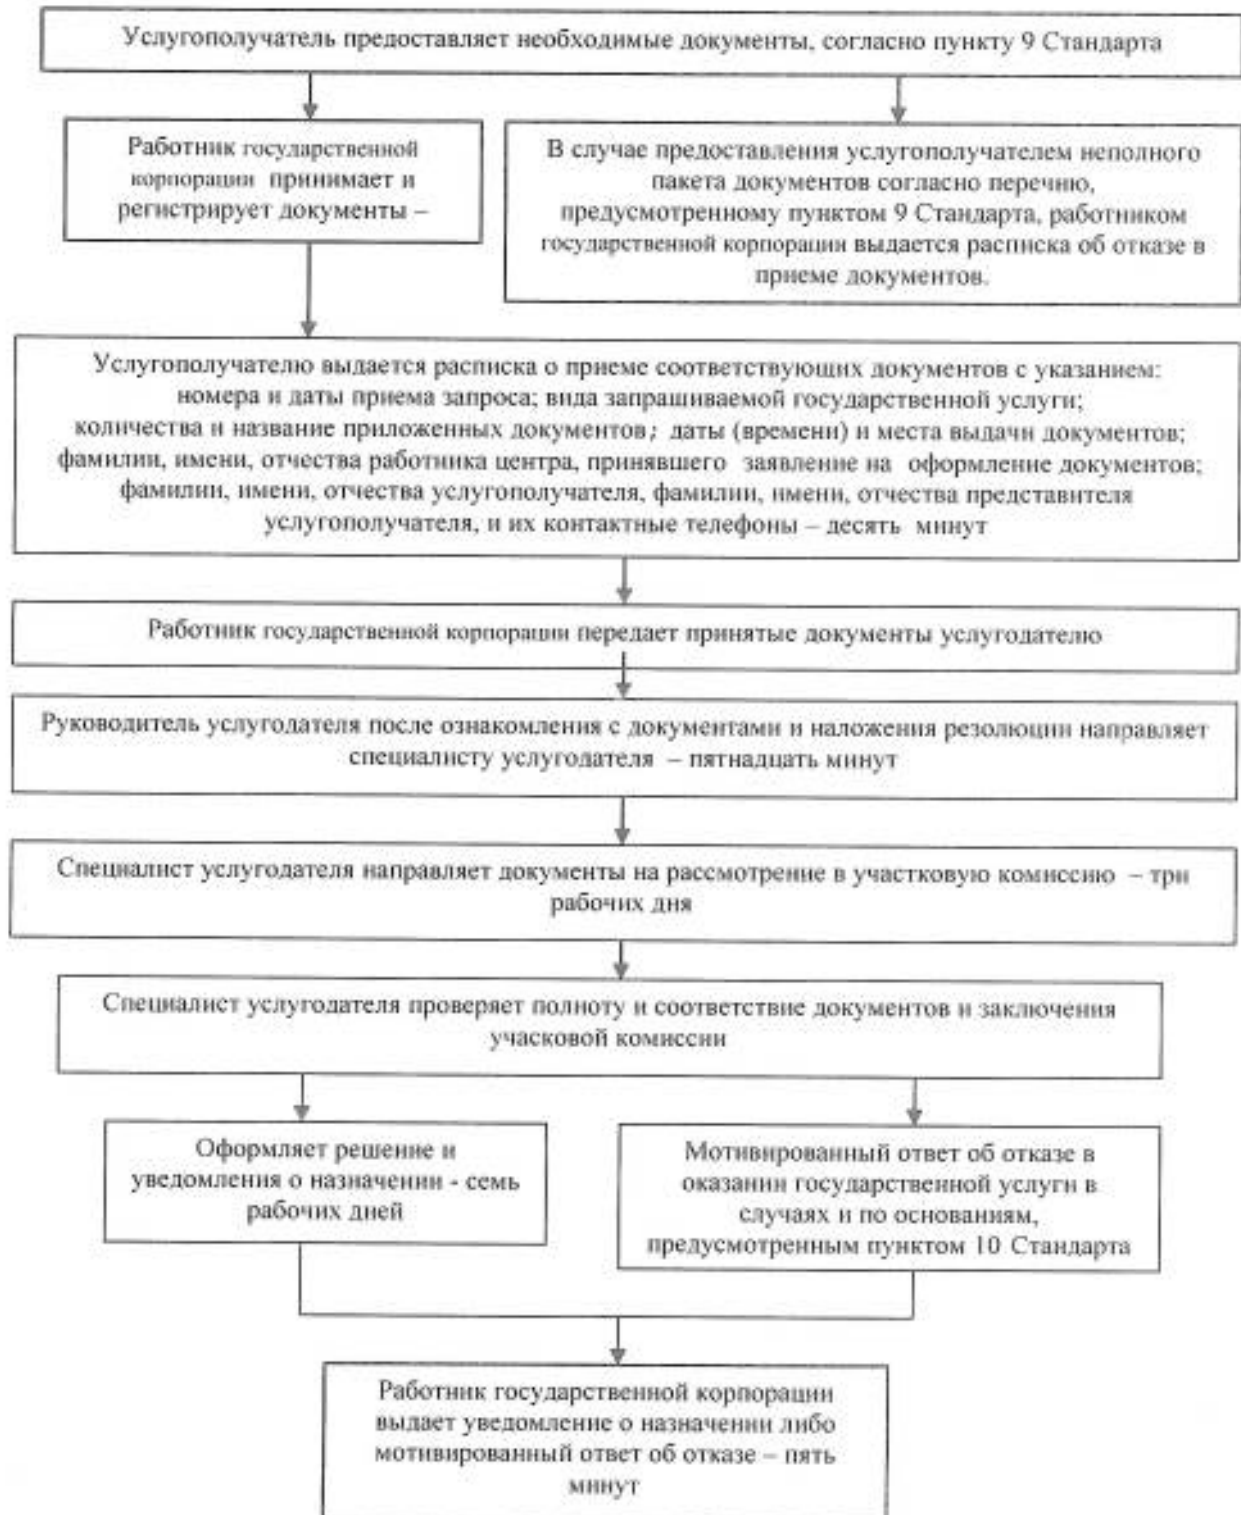 Услугополучатель предоставляет необходимые документы, согласно пункту 9 Стандарта
Работник государственной
корпорации принимает и
регистрирует документы –
В случае предоставления услугополучателем неполного
пакета документов согласно перечню,
предусмотренному пунктом 9 Стандарта, работником
государственной корпорации выдается расписка об отказе в
приеме документов.
Услугополучателю выдается расписка о приеме соответствующих документов с указанием:
номера и даты приема запроса; вида запрашиваемой государственной услуги;
количества и название приложенных документов; даты (времени) и места выдачи документов;
фамилии, имени, отчества работника центра, принявшего заявление на оформление документов;
фамилии, имени, отчества услугополучателя, фамилии, имени, отчества представителя
услугополучателя, и их контактные телефоны – десять минут
Работник государственной корпорации передает принятые документы услугодателю
Руководитель услугодателя после ознакомления с документами и наложения резолюции направляет
специалисту услугодателя – пятнадцать минут
Специалист услугодателя направляет документы на рассмотрение в участковую комиссию – три
рабочих дня
Специалист услугодателя проверяет полноту и соответствие документов и заключения
учасковой комиссии
Оформляет решение и
уведомления о назначении - семь
рабочих дней
Мотивированный ответ об отказе в
оказании государственной услуги в
случаях и по основаниям,
предусмотренным пунктом 10 Стандарта
Работник государственной корпорации
выдает уведомление о назначении либо
мотивированный ответ об отказе – пять
минут